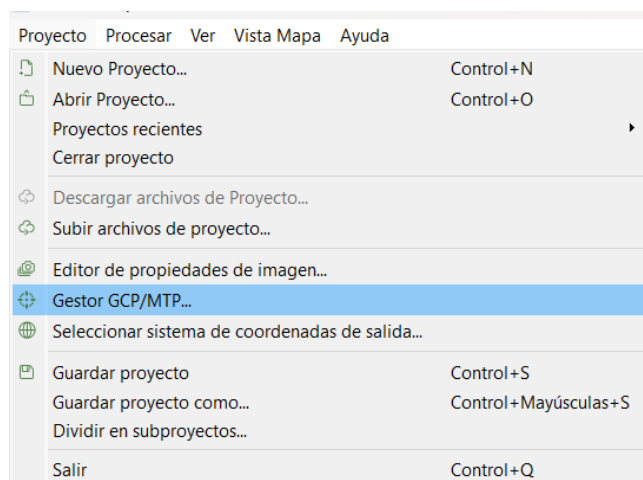 Proyecto Procesar Ver Vista Mapa Ayuda
Nuevo Proyecto... Control+N
Abrir Proyecto... Control+O
Proyectos recientes
Cerrar proyecto
Descargar archivos de Proyecto...
Subir archivos de proyecto...
Editor de propiedades de imagen...
Gestor GCP/MTP...
Seleccionar sistema de coordenadas de salida...
Guardar proyecto Control+S
Guardar proyecto como... Control+Mayúsculas+S
Dividir en subproyectos...
Salir Control+Q